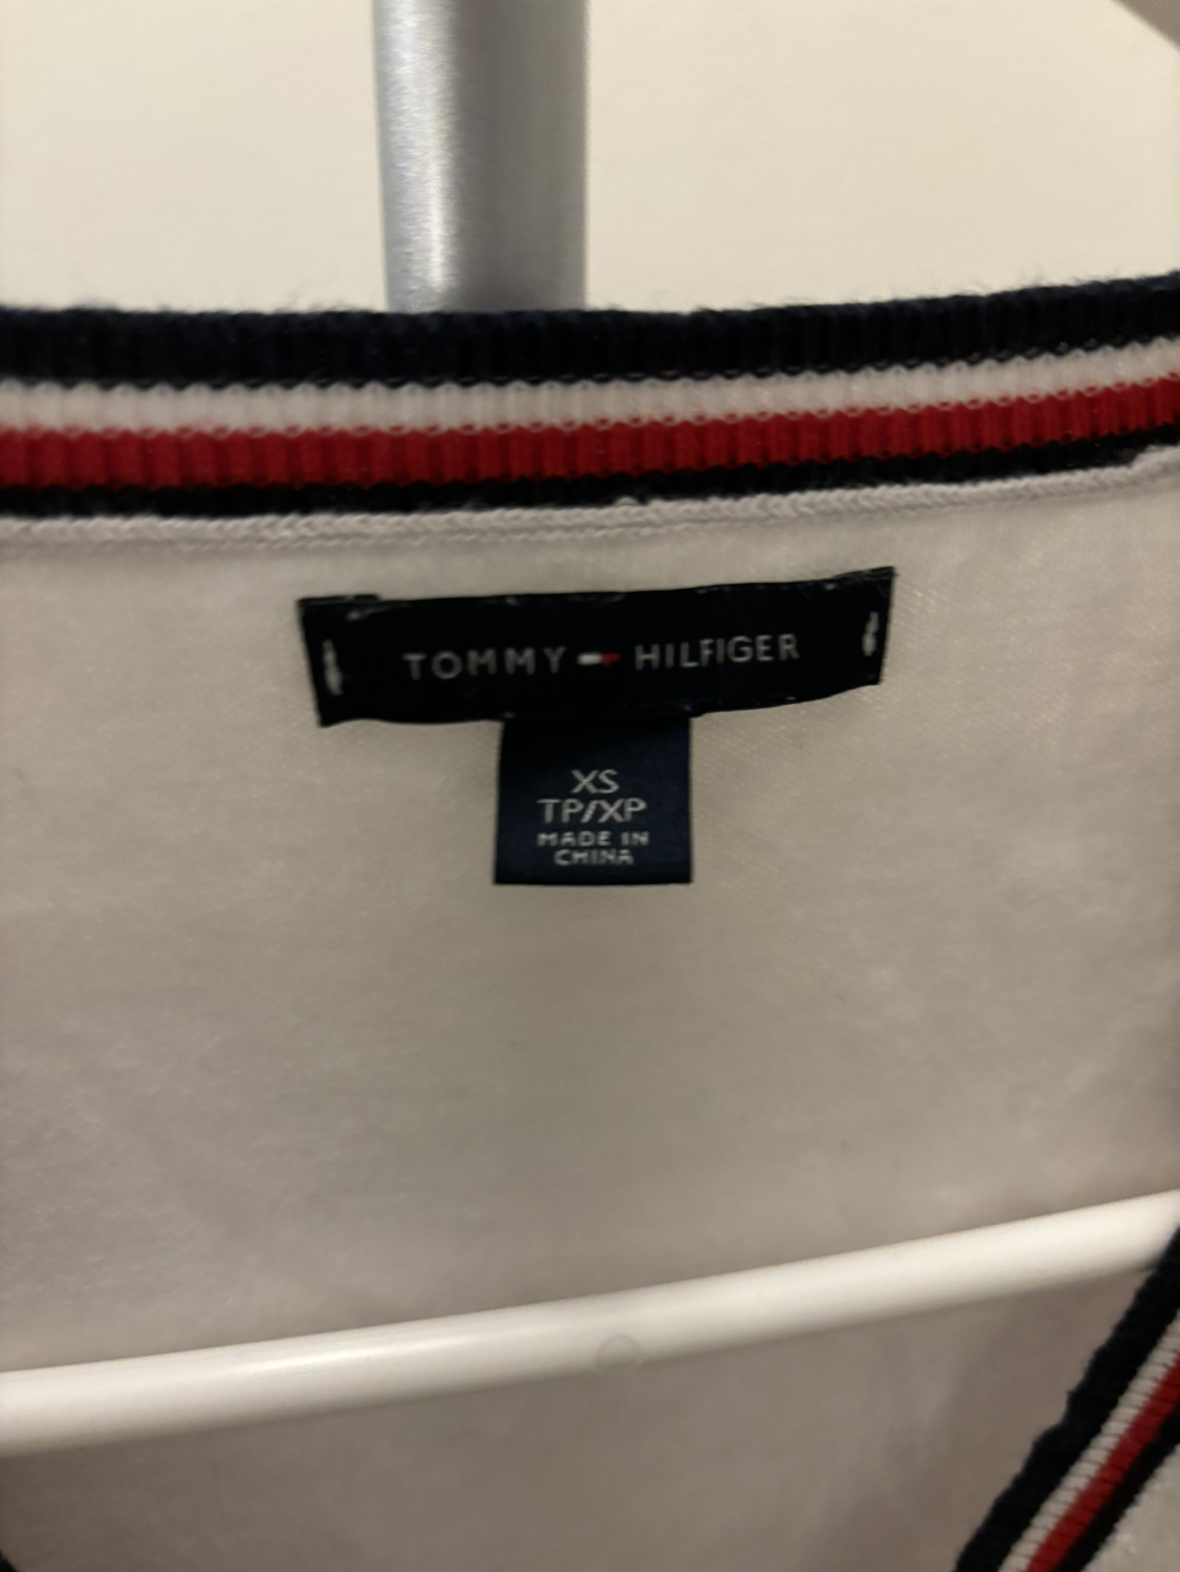 TOMMY HILFIGER
XS
TP/XP
MADE IN
CHINA